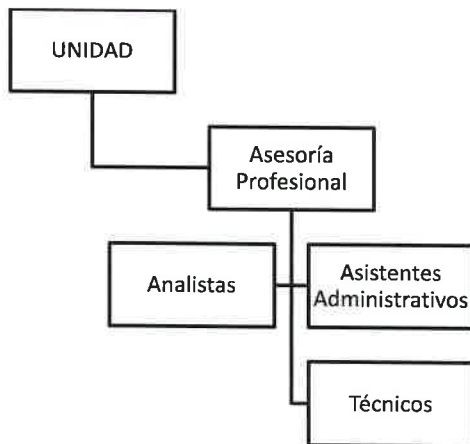 UNIDAD
Asesoría
Profesional
Analistas
Asistentes
Administrativos
Técnicos